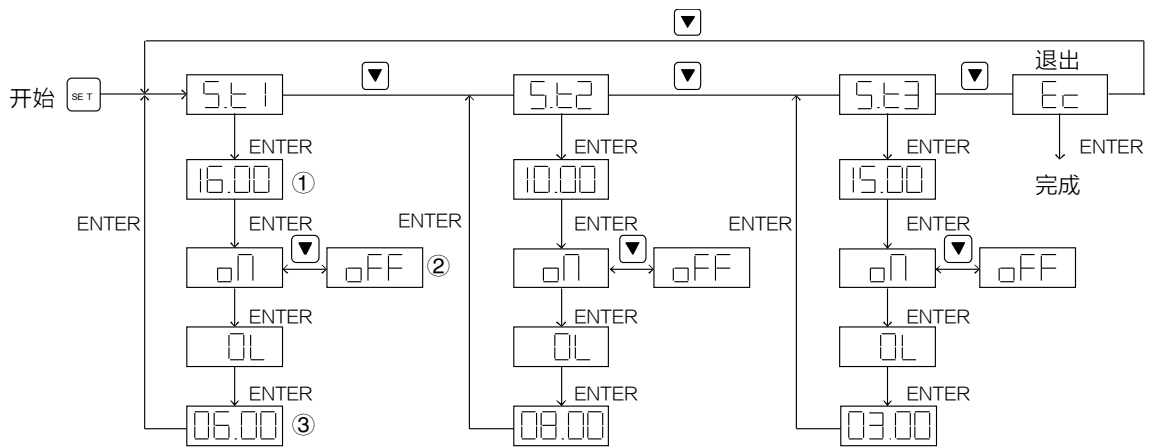 ▼
退出
开始 SET S.t1 ▼ S.t2 ▼ S.t3 ▼ Ec
ENTER ENTER ENTER ENTER
16.00 ① 10.00 15.00 完成
ENTER ENTER ENTER ENTER ENTER ENTER
on ▼ oFF ② on ▼ oFF on ▼ oFF
ENTER ENTER ENTER
0L 0L 0L
ENTER ENTER ENTER
06.00 ③ 08.00 03.00